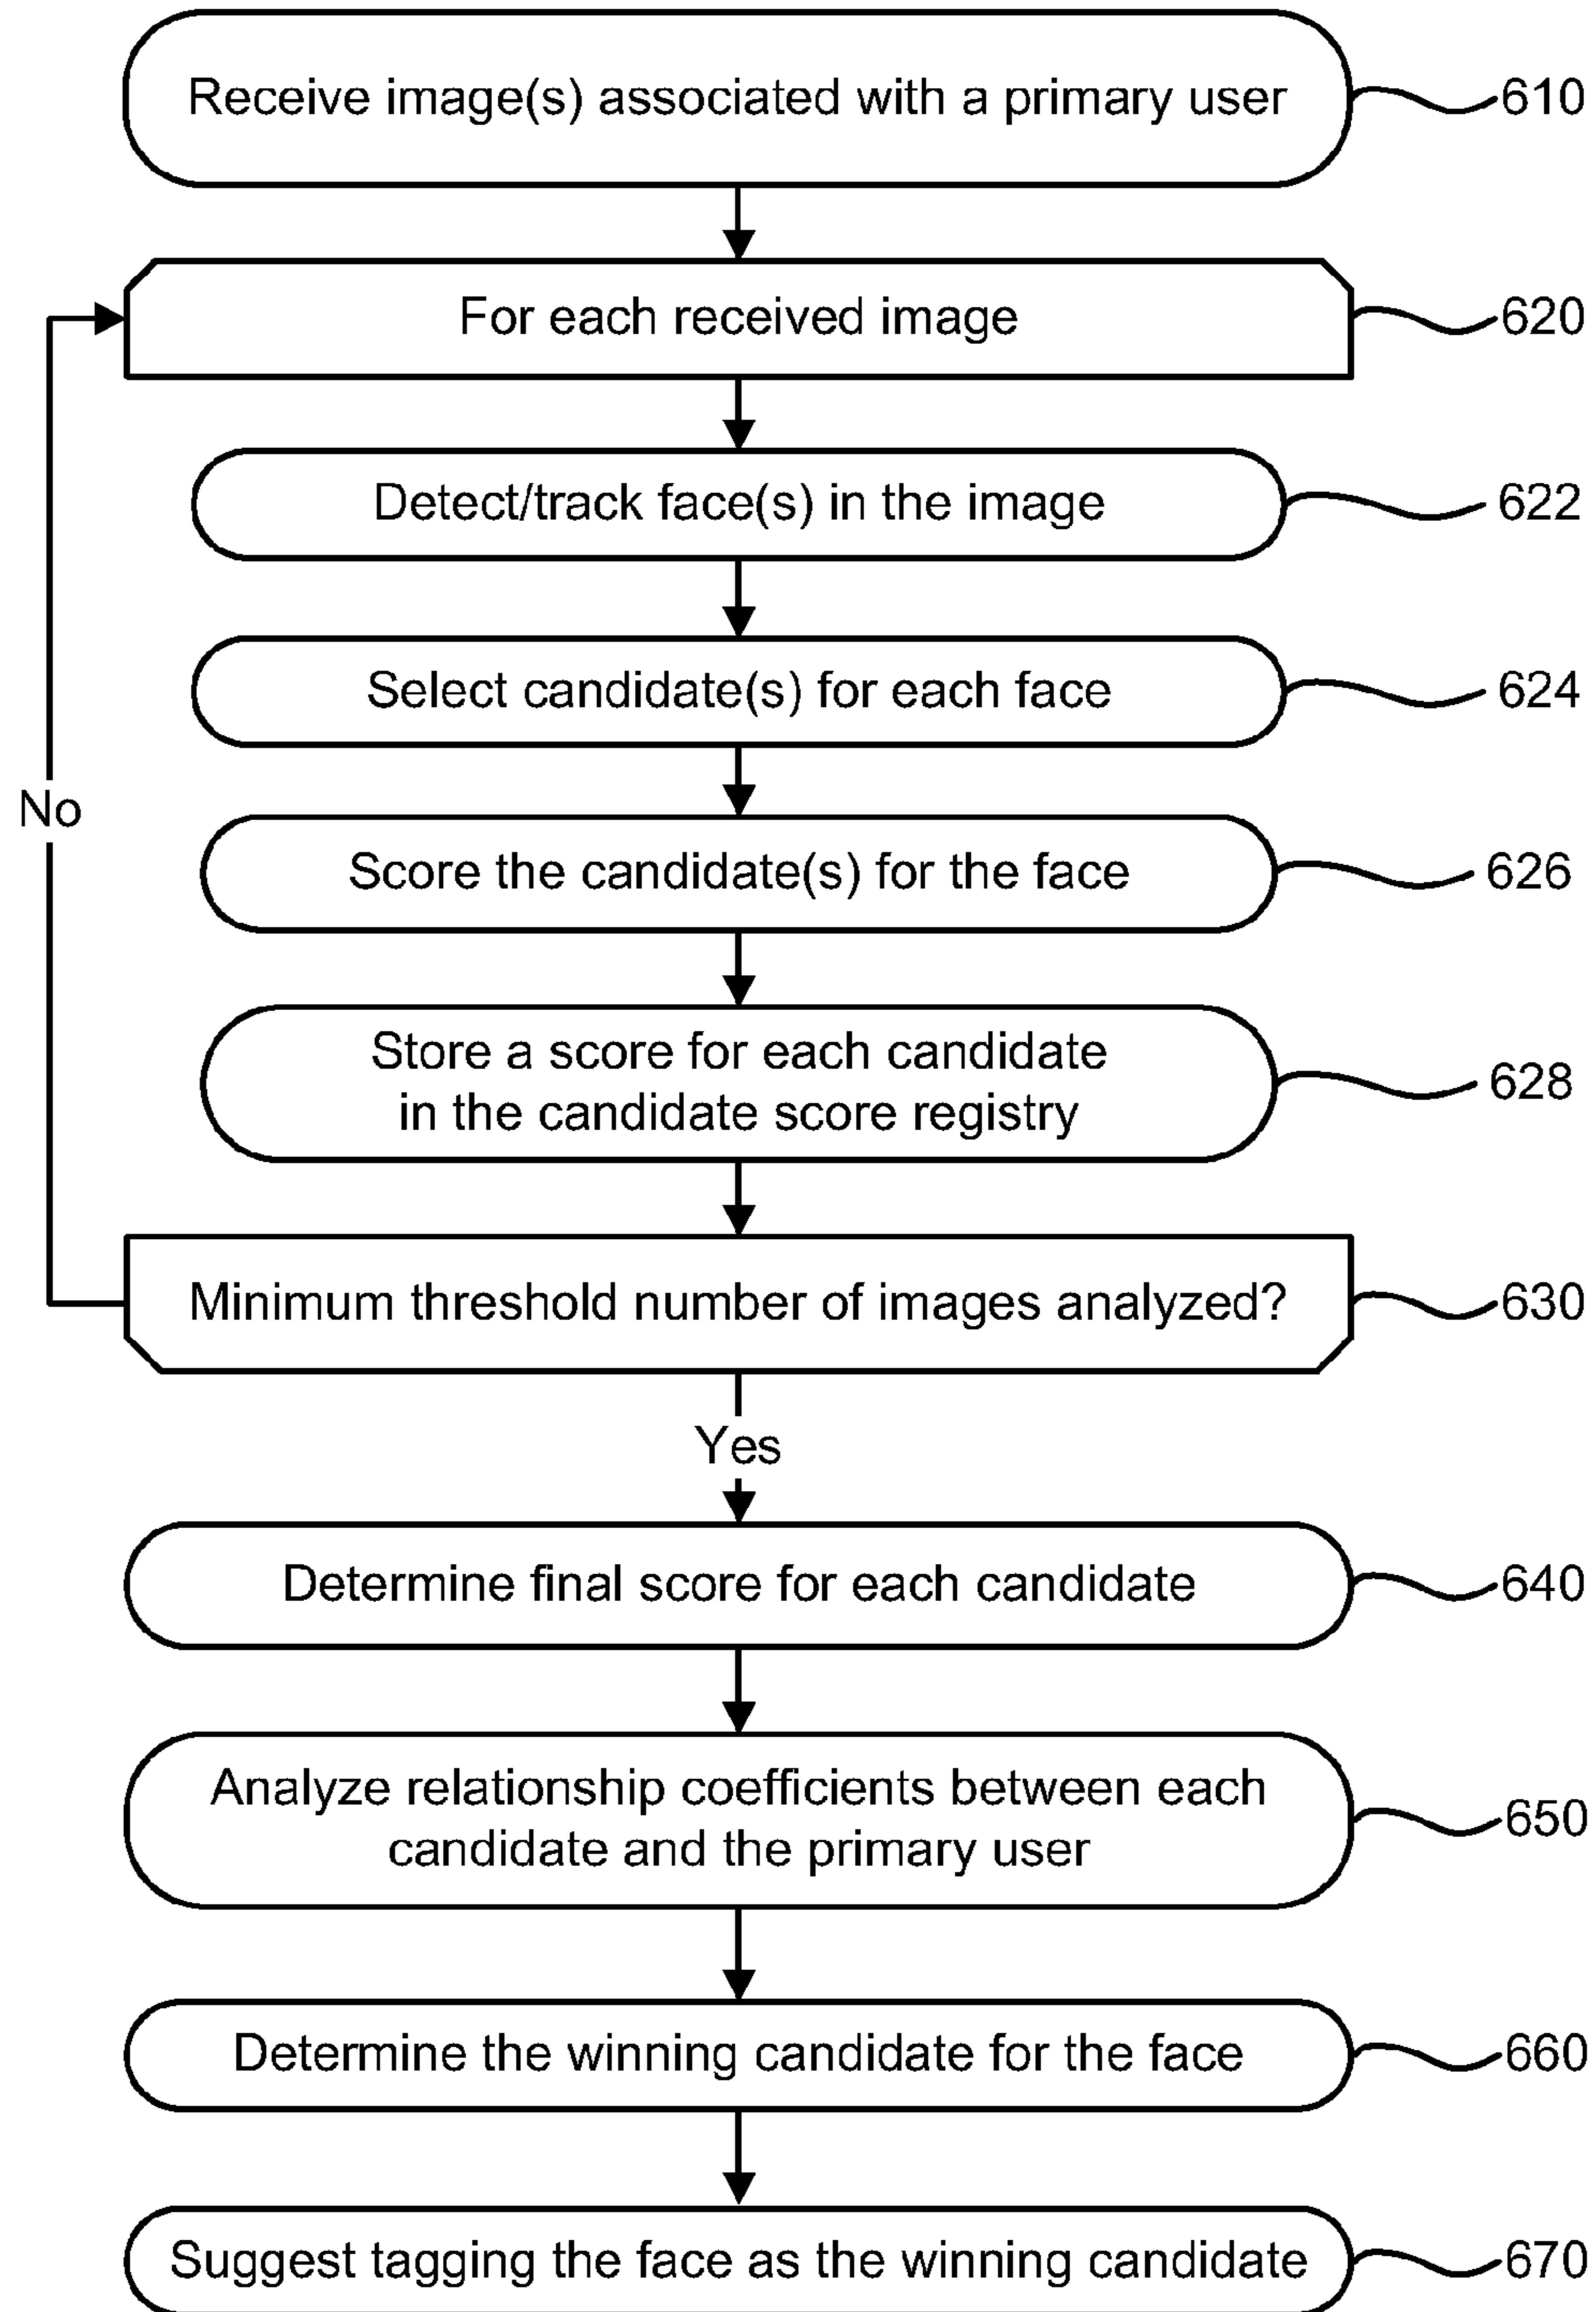 Receive image(s) associated with a primary user
610
For each received image
620
Detect/track face(s) in the image
622
Select candidate(s) for each face
624
No
Score the candidate(s) for the face
626
Store a score for each candidate
in the candidate score registry
628
Minimum threshold number of images analyzed?
630
Yes
Determine final score for each candidate
640
Analyze relationship coefficients between each
candidate and the primary user
650
Determine the winning candidate for the face
660
Suggest tagging the face as the winning candidate
670